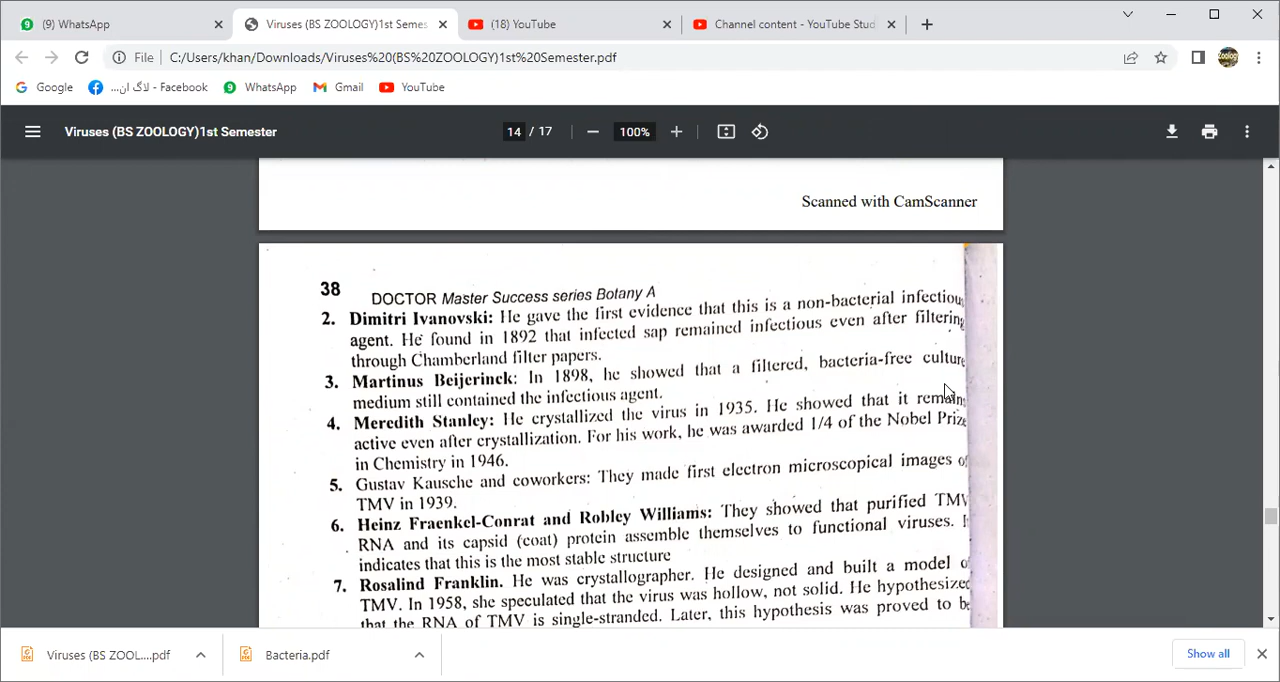 (9) WhatsApp
Viruses (BS ZOOLOGY)1st Semes
(18) YouTube
Channel content - YouTube Stud
File
C:/Users/khan/Downloads/Viruses%20(BS%20ZOOLOGY)1st%20Semester.pdf
Google
Facebook - لاگ ان...
WhatsApp
Gmail
YouTube
Viruses (BS ZOOLOGY)1st Semester
14 / 17
100%
Scanned with CamScanner
38
DOCTOR Master Success series Botany A
2. Dimitri Ivanovski: He gave the first evidence that this is a non-bacterial infectiou
agent. He found in 1892 that infected sap remained infectious even after filtering
through Chamberland filter papers.
3. Martinus Beijerinck: In 1898, he showed that a filtered, bacteria-free culture
medium still contained the infectious agent.
4. Meredith Stanley: He crystallized the virus in 1935. He showed that it remain
active even after crystallization. For his work, he was awarded 1/4 of the Nobel Prize
in Chemistry in 1946.
5. Gustav Kausche and coworkers: They made first electron microscopical images of
TMV in 1939.
6. Heinz Fraenkel-Conrat and Robley Williams: They showed that purified TMV
RNA and its capsid (coat) protein assemble themselves to functional viruses. I
indicates that this is the most stable structure
7. Rosalind Franklin. He was crystallographer. He designed and built a model of
TMV. In 1958, she speculated that the virus was hollow, not solid. He hypothesized
that the RNA of TMV is single-stranded. Later, this hypothesis was proved to be
Viruses (BS ZOOL....pdf
Bacteria.pdf
Show all